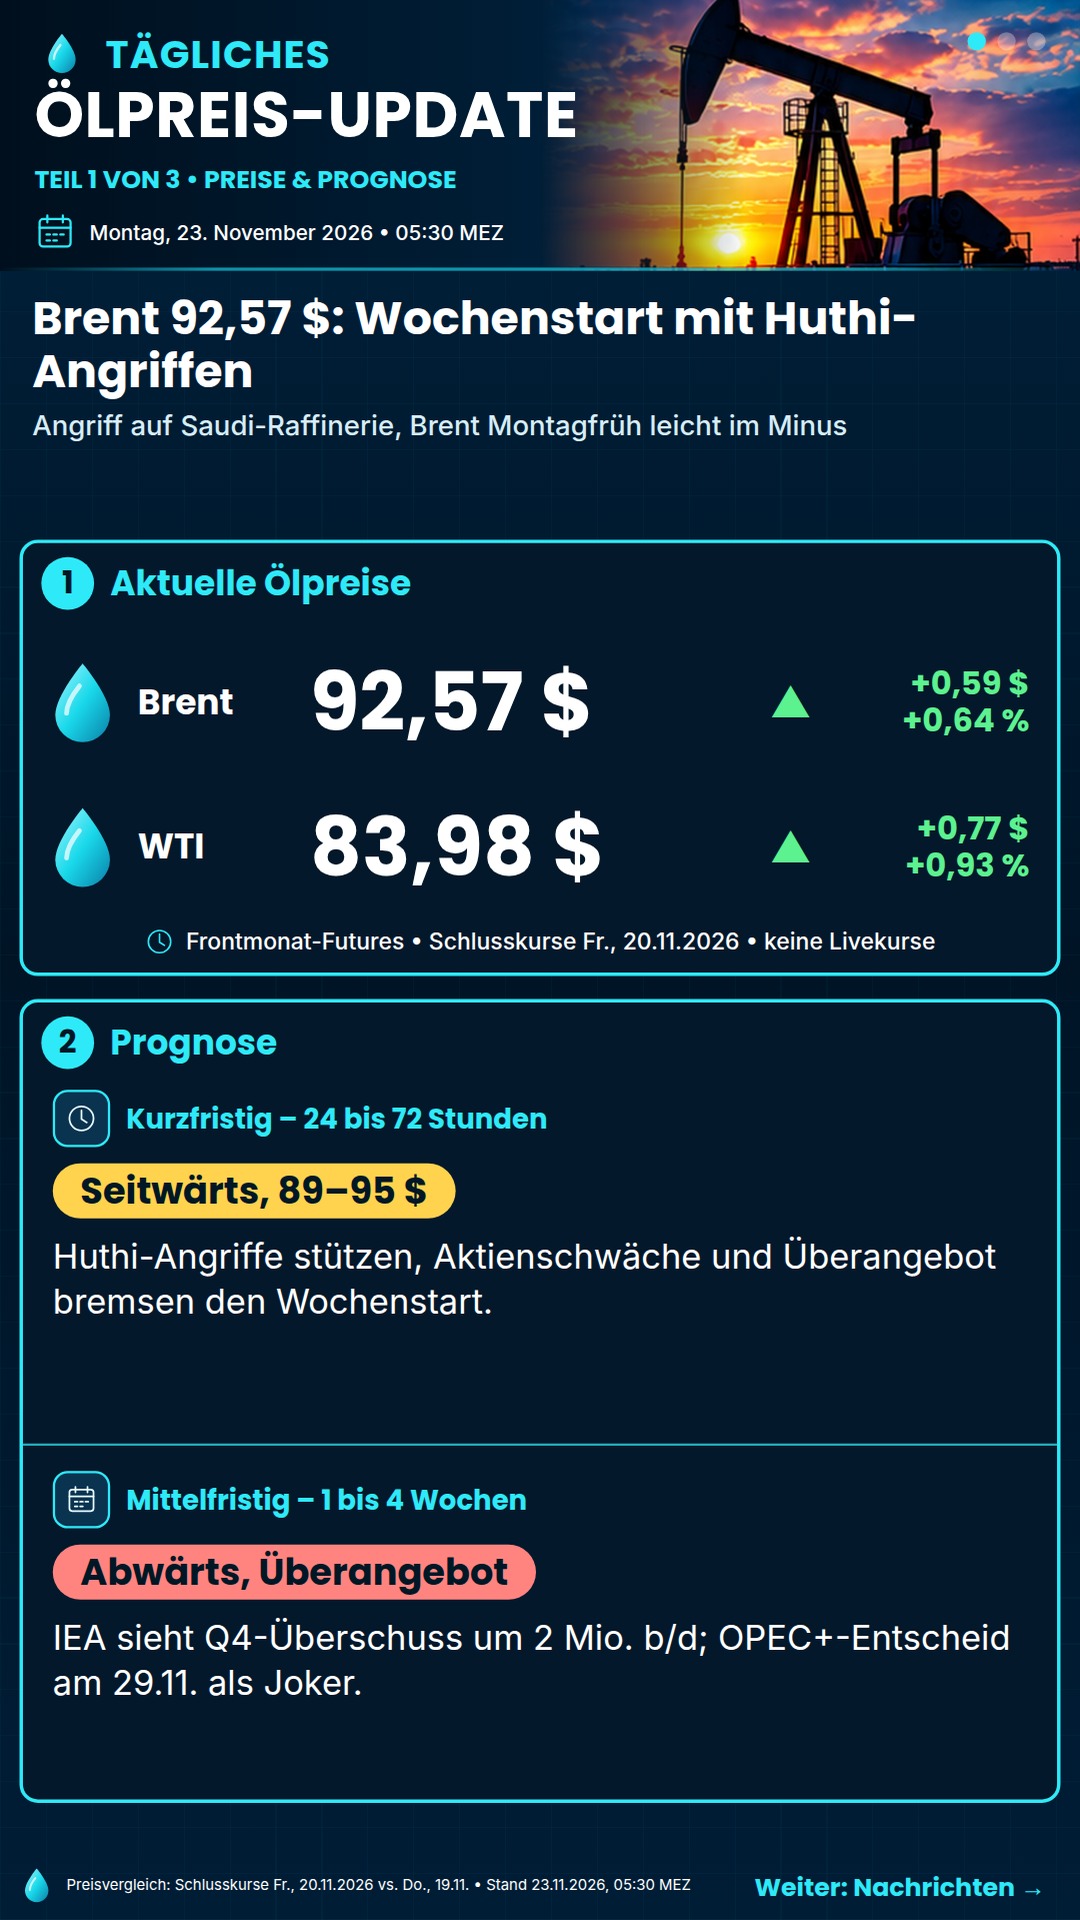 TÄGLICHES
ÖLPREIS-UPDATE
TEIL 1 VON 3 • PREISE & PROGNOSE
Montag, 23. November 2026 • 05:30 MEZ
Brent 92,57 $: Wochenstart mit Huthi-
Angriffen
Angriff auf Saudi-Raffinerie, Brent Montagfrüh leicht im Minus
1 Aktuelle Ölpreise
Brent 92,57 $ ▲ +0,59 $
+0,64 %
WTI 83,98 $ ▲ +0,77 $
+0,93 %
Frontmonat-Futures • Schlusskurse Fr., 20.11.2026 • keine Livekurse
2 Prognose
Kurzfristig – 24 bis 72 Stunden
Seitwärts, 89–95 $
Huthi-Angriffe stützen, Aktienschwäche und Überangebot
bremsen den Wochenstart.
Mittelfristig – 1 bis 4 Wochen
Abwärts, Überangebot
IEA sieht Q4-Überschuss um 2 Mio. b/d; OPEC+-Entscheid
am 29.11. als Joker.
Preisvergleich: Schlusskurse Fr., 20.11.2026 vs. Do., 19.11. • Stand 23.11.2026, 05:30 MEZ
Weiter: Nachrichten →